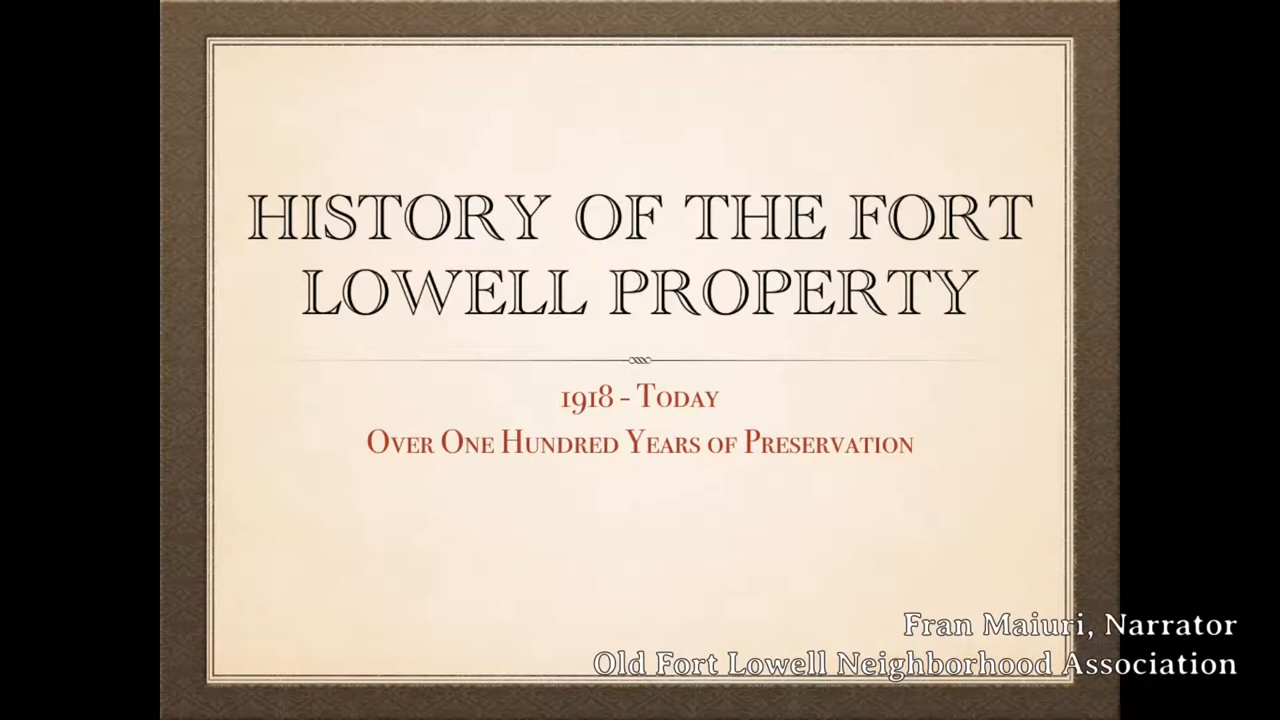 HISTORY OF THE FORT
LOWELL PROPERTY
1918 - Today
Over One Hundred Years of Preservation
Fran Maiuri, Narrator
Old Fort Lowell Neighborhood Association